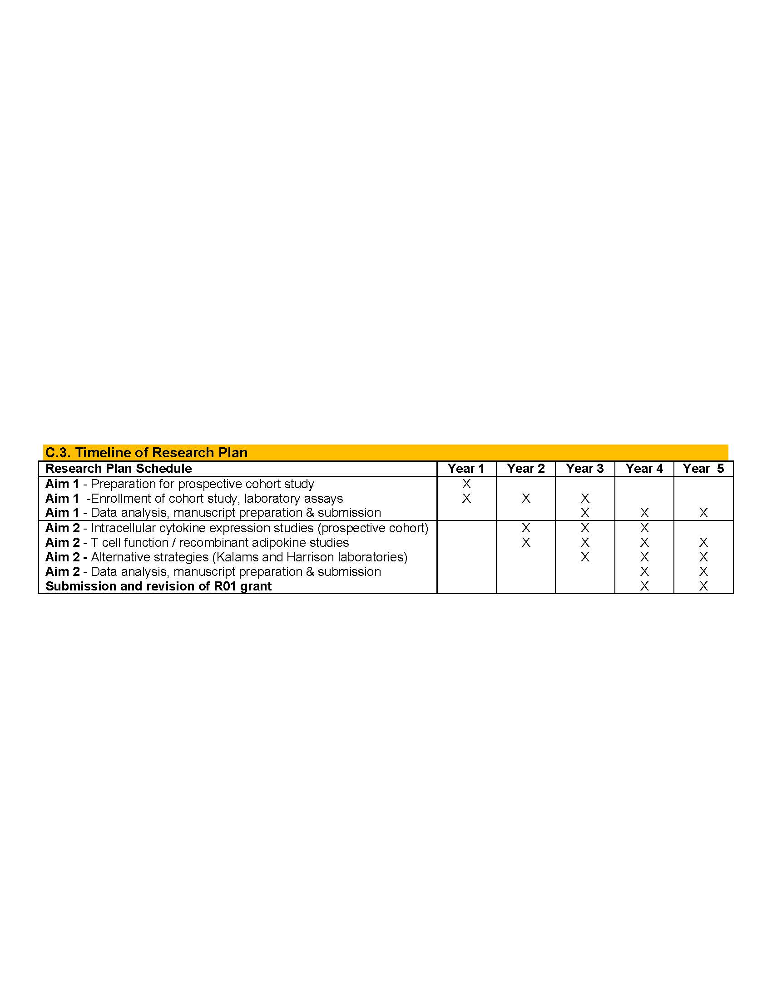 C.3. Timeline of Research Plan
Research Plan Schedule Year 1 Year 2 Year 3 Year 4 Year  5
Aim 1 - Preparation for prospective cohort study X
Aim 1  -Enrollment of cohort study, laboratory assays X X X
Aim 1 - Data analysis, manuscript preparation & submission X X X
Aim 2 - Intracellular cytokine expression studies (prospective cohort) X X X
Aim 2 - T cell function / recombinant adipokine studies X X X X
Aim 2 - Alternative strategies (Kalams and Harrison laboratories) X X X
Aim 2 - Data analysis, manuscript preparation & submission X X
Submission and revision of R01 grant X X